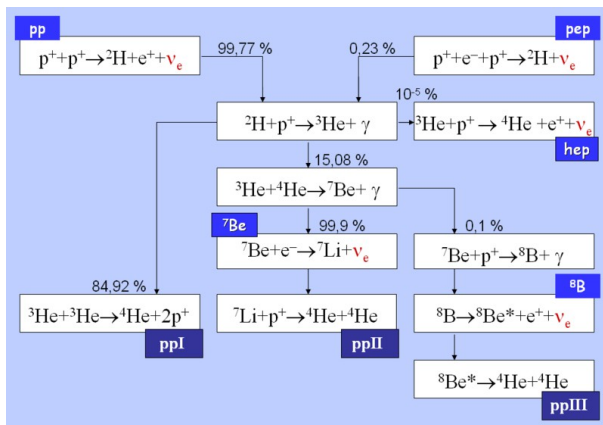 pp
pep
p⁺+p⁺→²H+e⁺+νₑ
99,77 %
0,23 %
p⁺+e⁻+p⁺→²H+νₑ
²H+p⁺→³He+ γ
10⁻⁵ %
³He+p⁺→ ⁴He +e⁺+νₑ
hep
15,08 %
³He+⁴He→⁷Be+ γ
⁷Be
99,9 %
0,1 %
⁷Be+e⁻→⁷Li+νₑ
⁷Be+p⁺→⁸B+ γ
84,92 %
⁸B
³He+³He→⁴He+2p⁺
⁷Li+p⁺→⁴He+⁴He
⁸B→⁸Be*+e⁺+νₑ
ppI
ppII
⁸Be*→⁴He+⁴He
ppIII